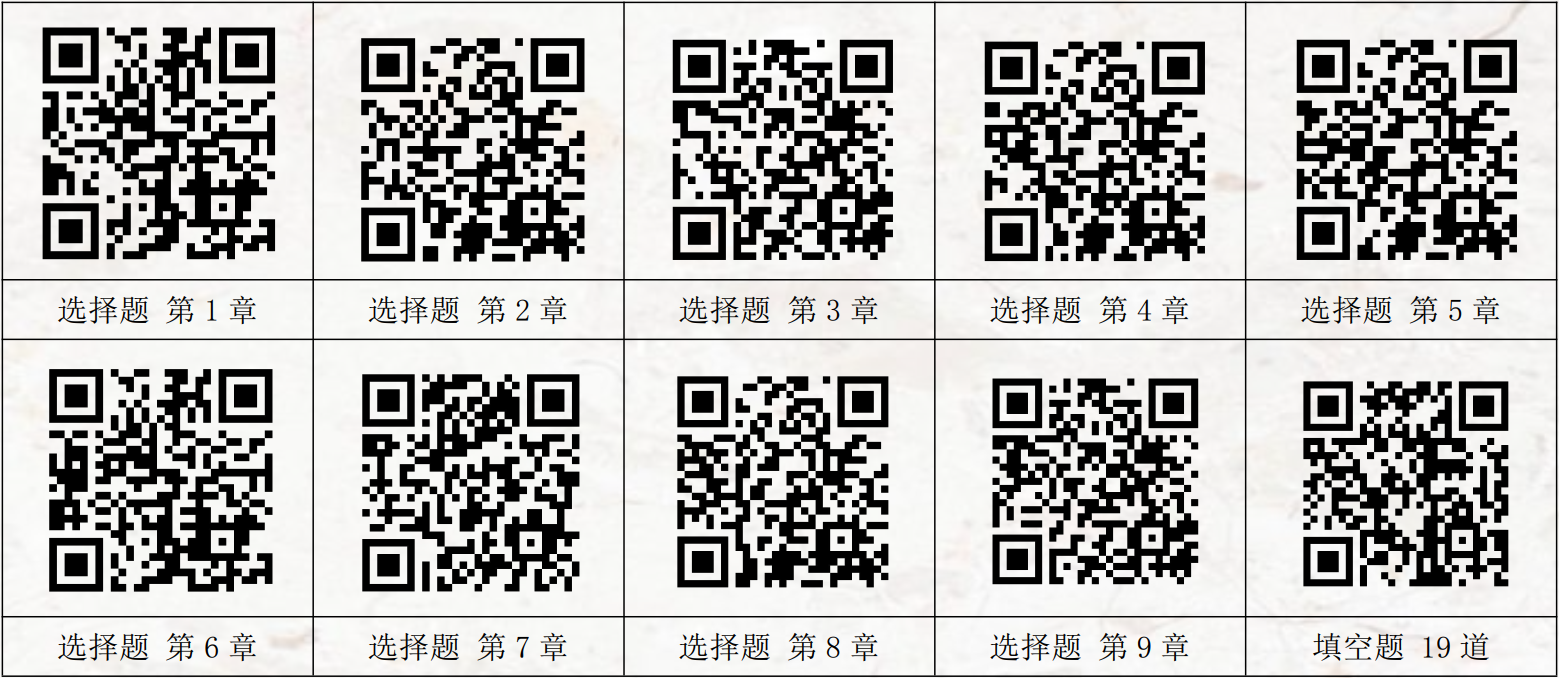 选择题 第1章
选择题 第2章
选择题 第3章
选择题 第4章
选择题 第5章
选择题 第6章
选择题 第7章
选择题 第8章
选择题 第9章
填空题 19道